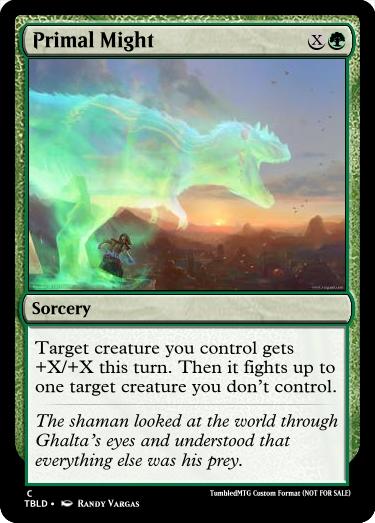 Primal Might
X
Sorcery
Target creature you control gets
+X/+X this turn. Then it fights up to
one target creature you don't control.
The shaman looked at the world through
Ghalta's eyes and understood that
everything else was his prey.
C
TBLD • Randy Vargas
TumbledMTG Custom Format (NOT FOR SALE)